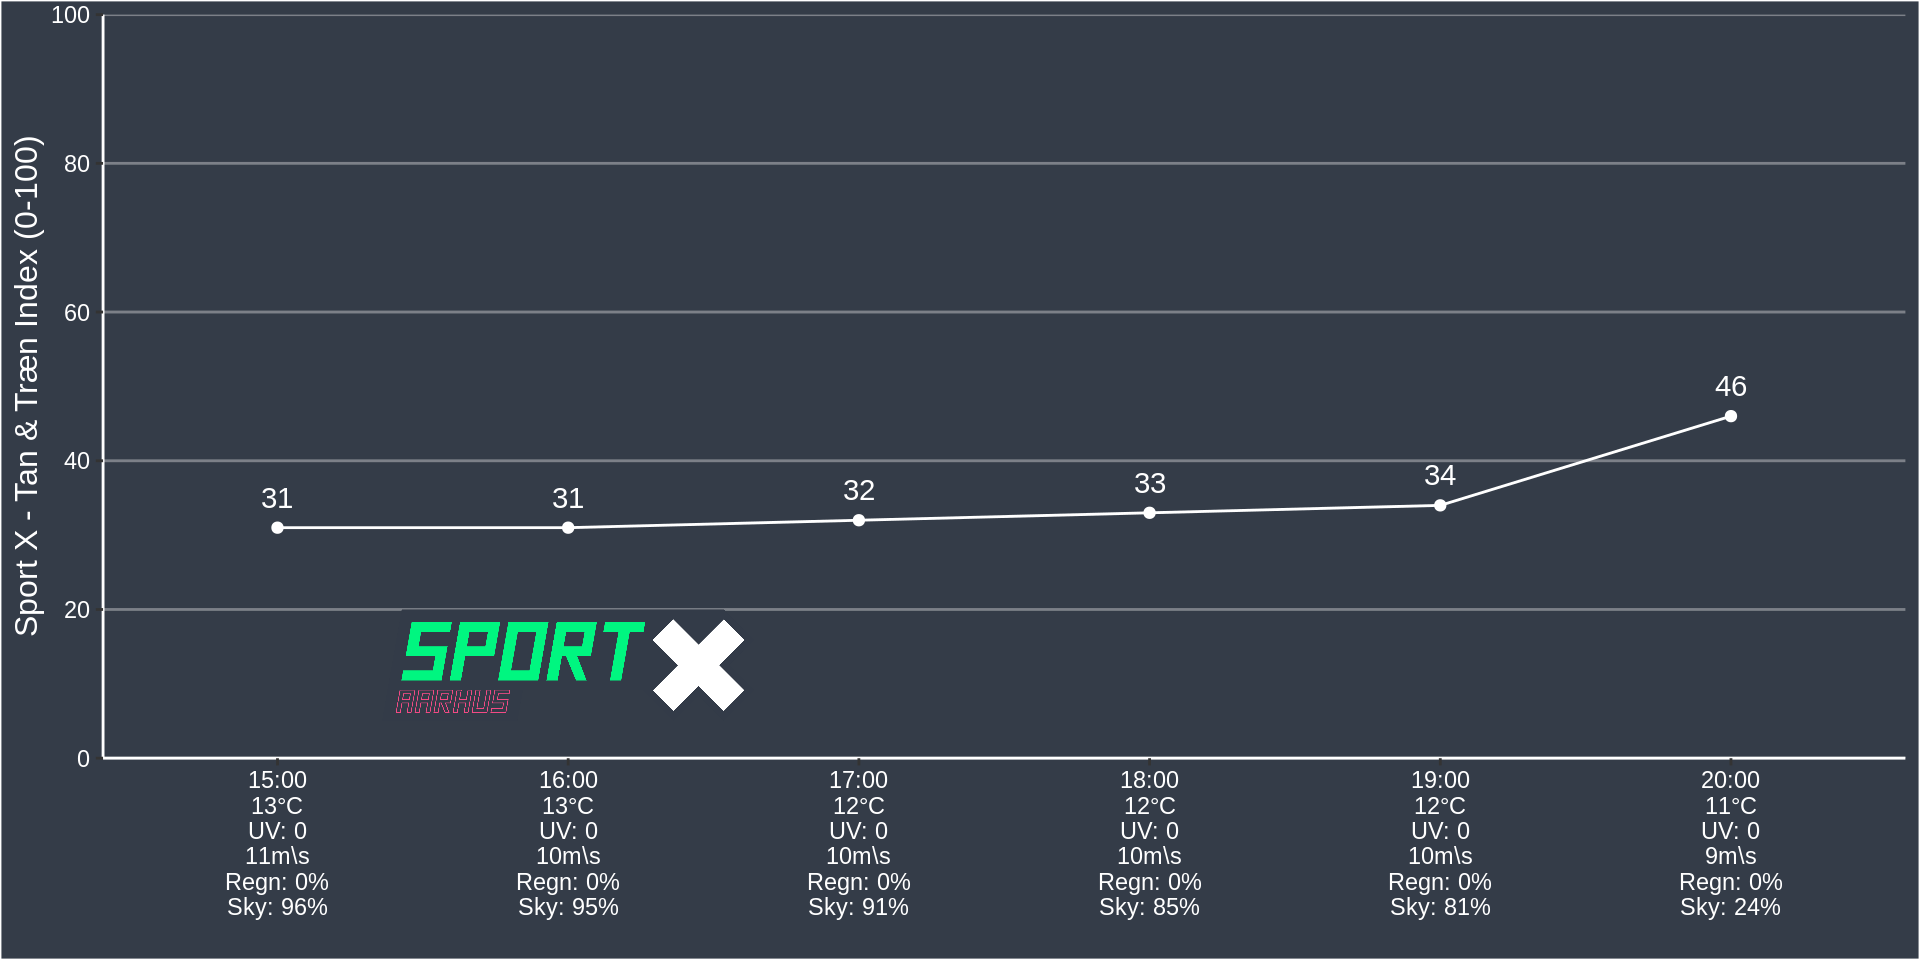 Sport X - Tan & Træn Index (0-100)
100
80
60
40
20
0
31
31
32
33
34
46
SPORT X
AARHUS
15:00 16:00 17:00 18:00 19:00 20:00
13°C 13°C 12°C 12°C 12°C 11°C
UV: 0 UV: 0 UV: 0 UV: 0 UV: 0 UV: 0
11m\s 10m\s 10m\s 10m\s 10m\s 9m\s
Regn: 0% Regn: 0% Regn: 0% Regn: 0% Regn: 0% Regn: 0%
Sky: 96% Sky: 95% Sky: 91% Sky: 85% Sky: 81% Sky: 24%